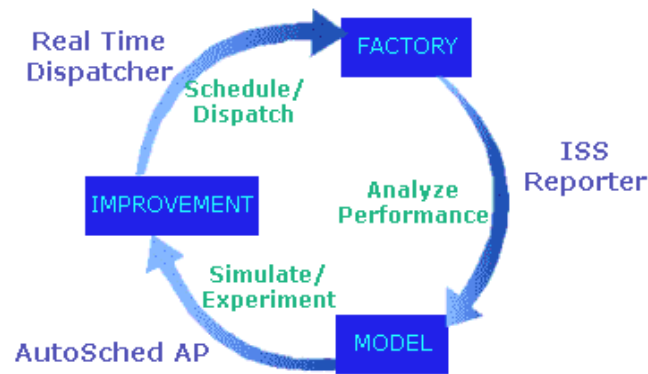 Real Time
Dispatcher
FACTORY
Schedule/
Dispatch
ISS
Reporter
Analyze
Performance
IMPROVEMENT
Simulate/
Experiment
MODEL
AutoSched AP